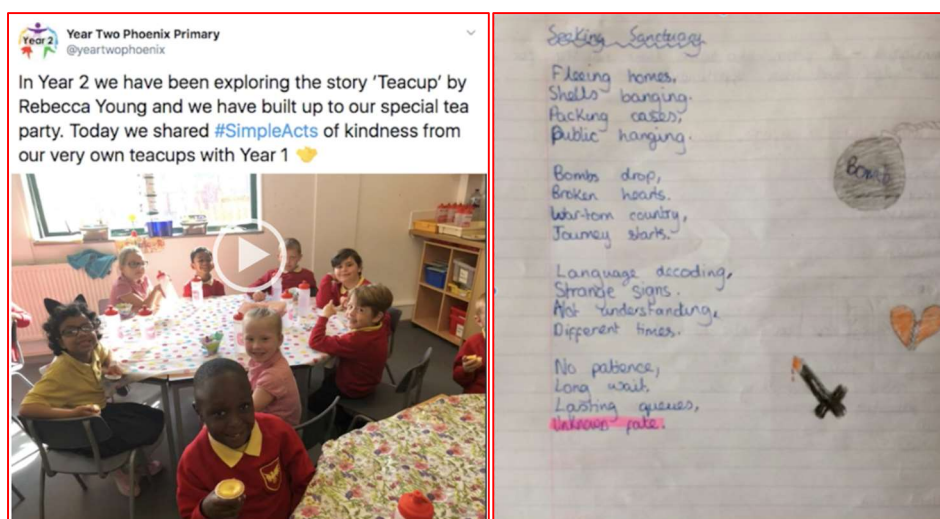 Year 2
Year Two Phoenix Primary
@yeartwophoenix
In Year 2 we have been exploring the story 'Teacup' by
Rebecca Young and we have built up to our special tea
party. Today we shared #SimpleActs of kindness from
our very own teacups with Year 1
Seeking Sanctuary
Fleeing homes,
Shells banging.
Packing cases,
Public hanging.
Bombs drop,
Broken hearts.
War-torn country,
Journey starts.
Language decoding,
Strange signs.
Not understanding,
Different times.
No patience,
Long wait,
Lasting queues,
Unknown fate.
Bomb